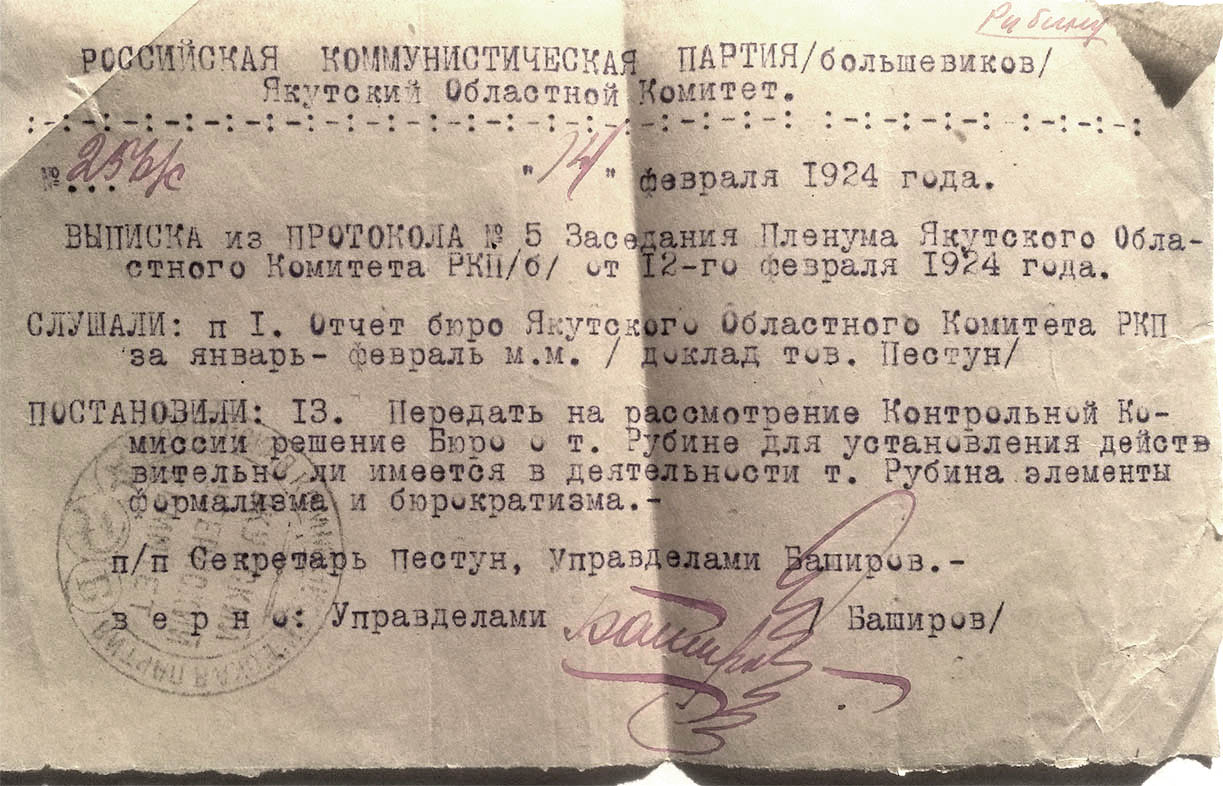 Рубину
РОССИЙСКАЯ КОММУНИСТИЧЕСКАЯ ПАРТИЯ/большевиков/
Якутский Областной Комитет.
:-:-:-:-:-:-:-:-:-:-:-:-:-:-:-:-:-:-:-: :-:-:-:-: :-:-:-:
№ ... "14" февраля 1924 года.
ВЫПИСКА из ПРОТОКОЛА № 5 Заседания Пленума Якутского Обла-
стного Комитета РКП/б/ от 12-го февраля 1924 года.
СЛУШАЛИ: п I. Отчет бюро Якутского Областного Комитета РКП
за январь- февраль м.м. / доклад тов. Пестун/
ПОСТАНОВИЛИ: 13. Передать на рассмотрение Контрольной Ко-
миссии решение Бюро о т. Рубине для установления действ
вительно ли имеется в деятельности т. Рубина элементы
формализма и бюрократизма.-
п/п Секретарь Пестун, Управделами Баширов.-
в е р н о: Управделами Баширов / Баширов/